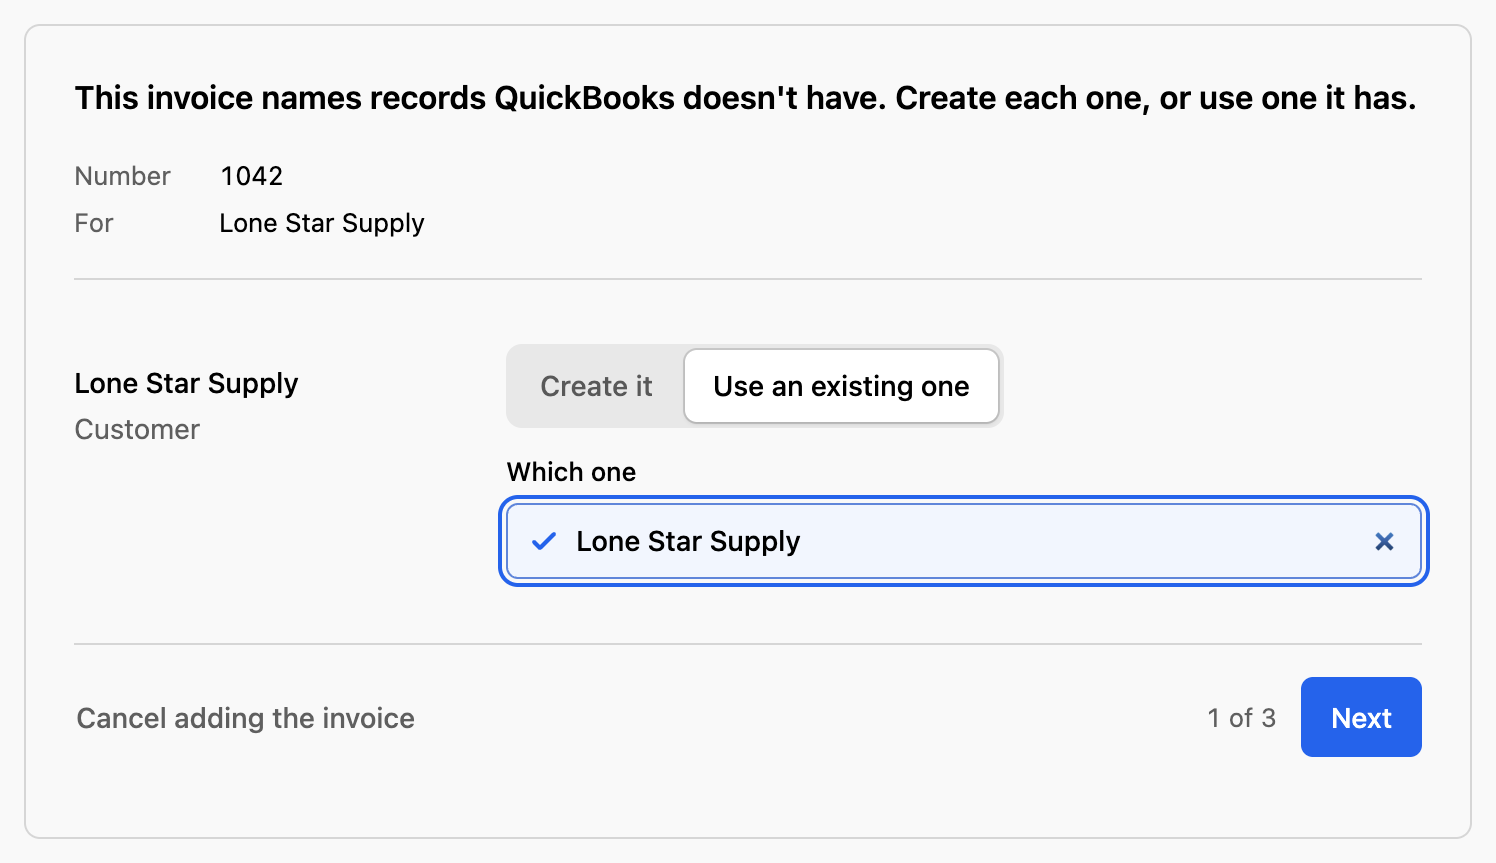 This invoice names records QuickBooks doesn't have. Create each one, or use one it has.
Number 1042
For Lone Star Supply
Lone Star Supply
Customer
Create it Use an existing one
Which one
Lone Star Supply
Cancel adding the invoice 1 of 3 Next